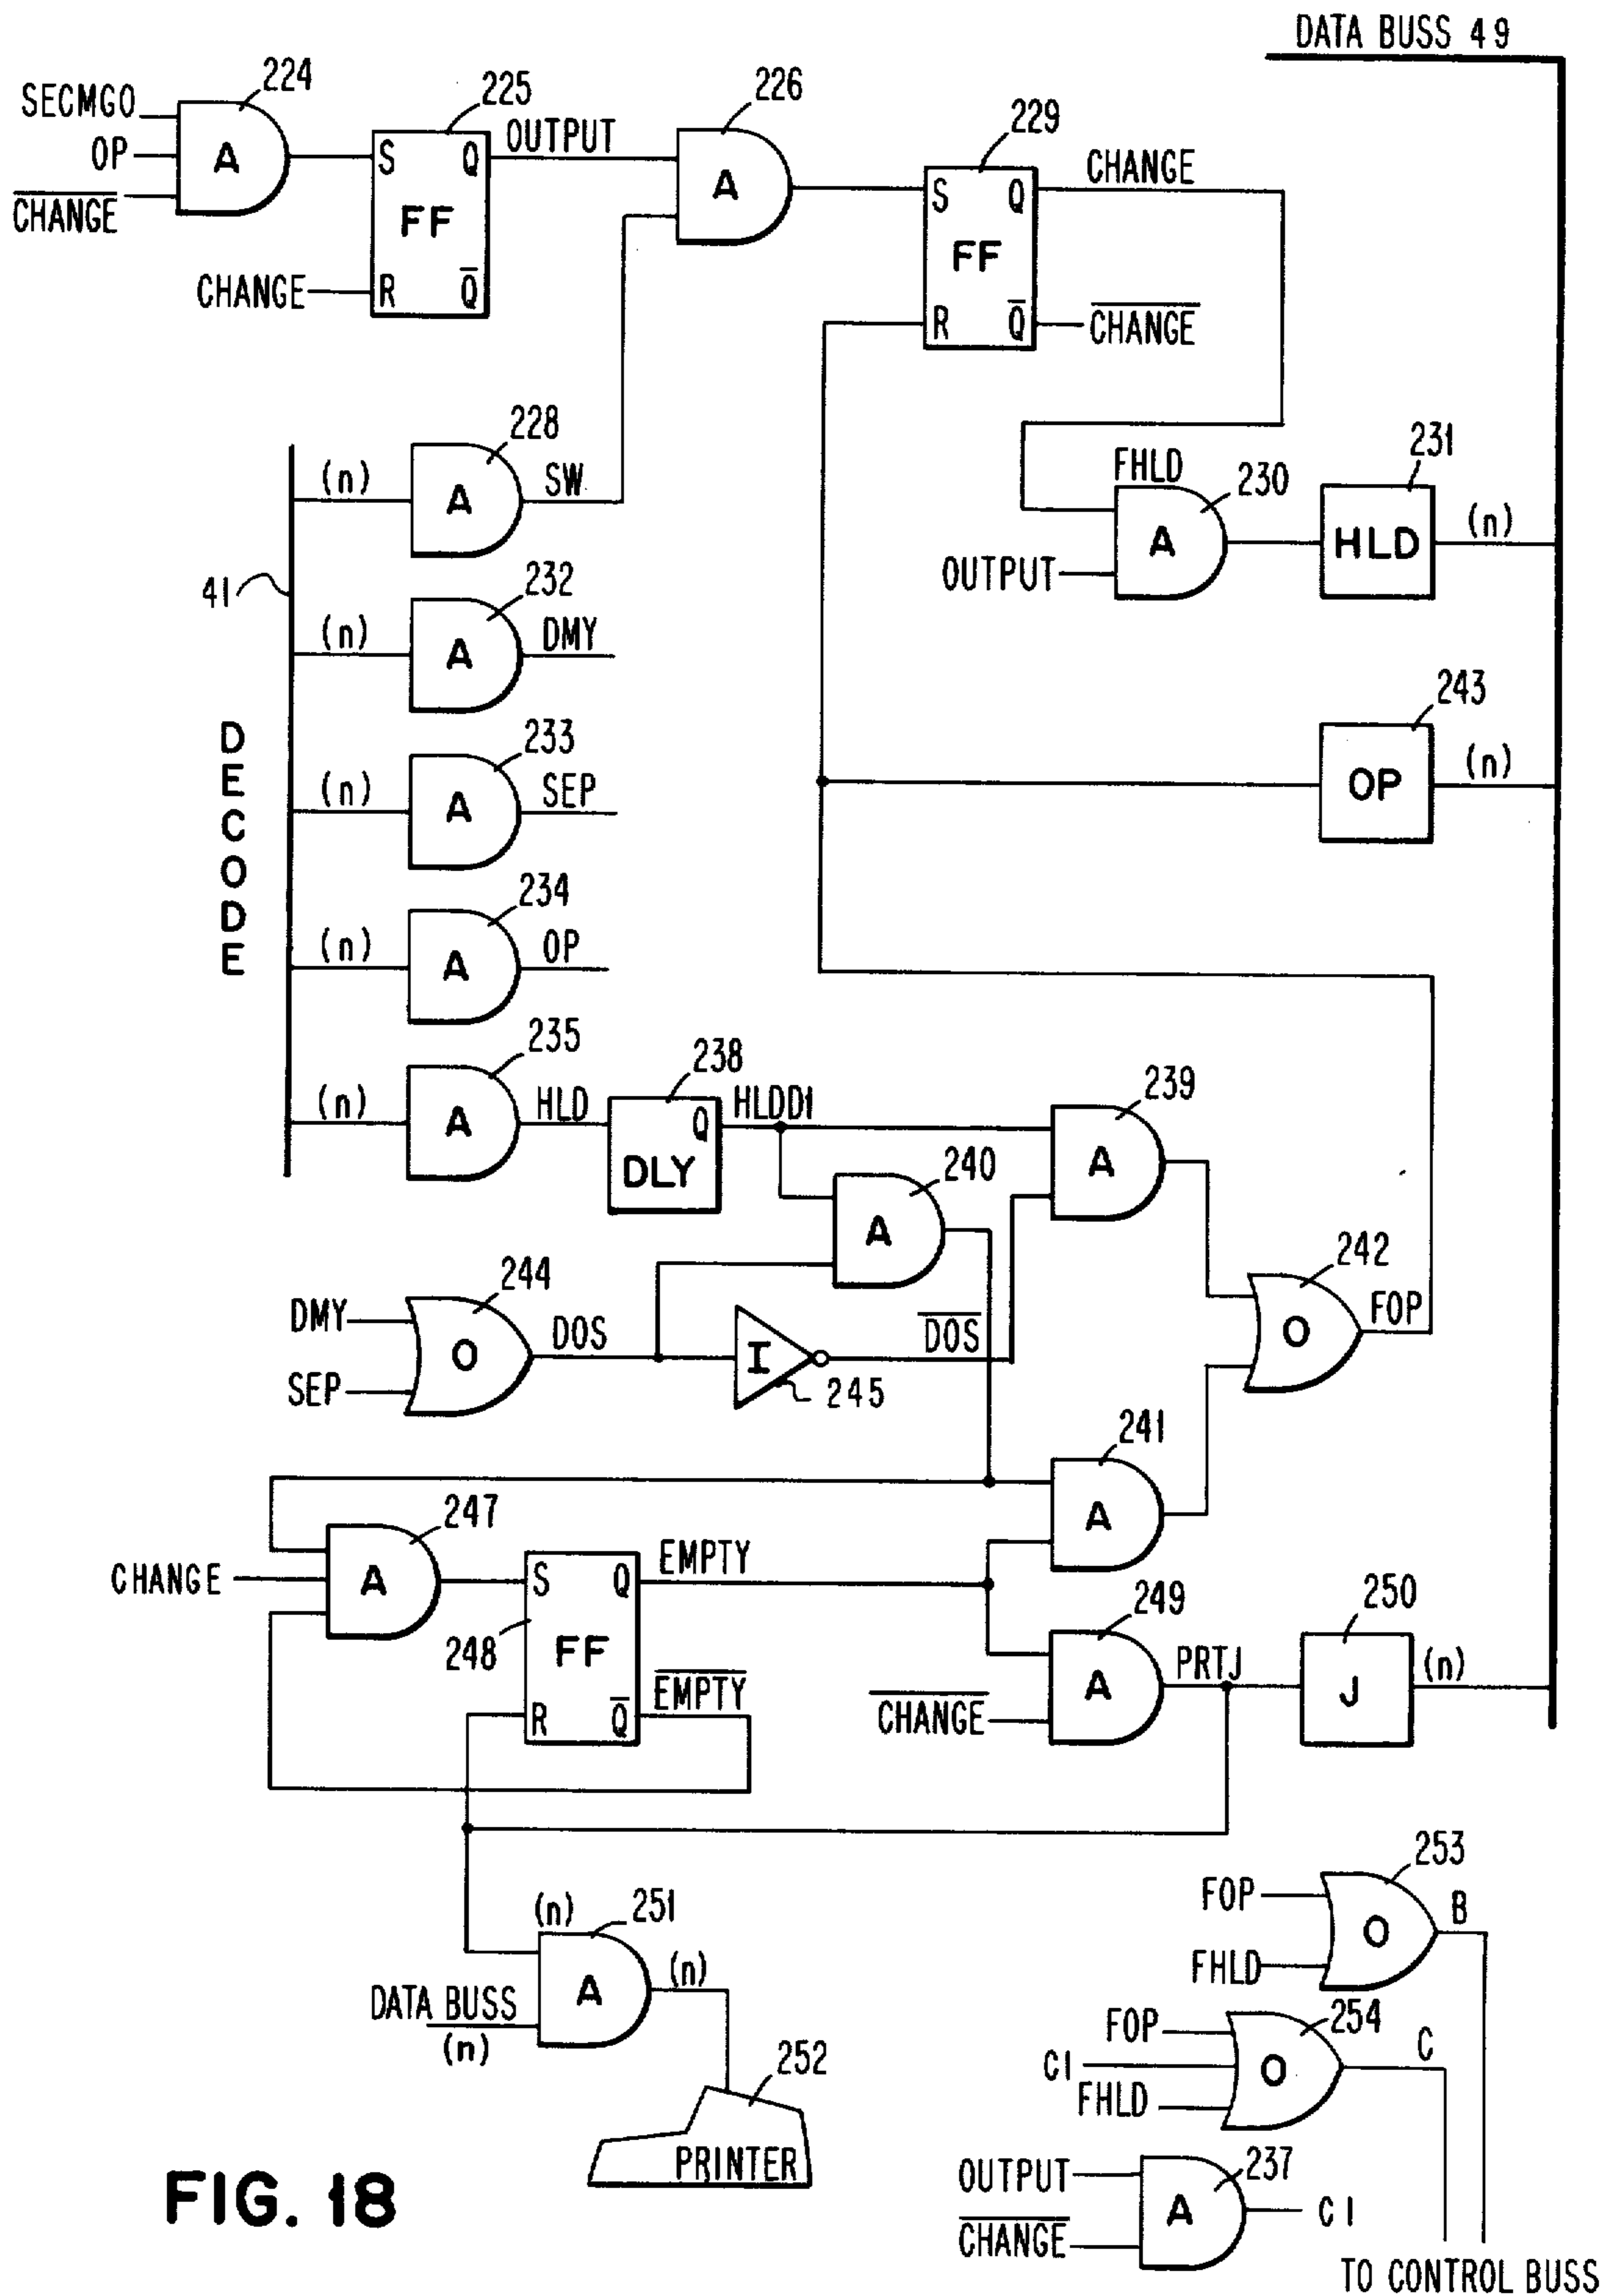 DATA BUSS 49
224
SECMGO
OP
CHANGE
A
225
S Q
FF
R Q
CHANGE
OUTPUT
226
A
229
S Q
FF
R Q
CHANGE
CHANGE
228
(n)
A
SW
FHLD
230
A
OUTPUT
231
HLD
(n)
41
232
(n)
A
DMY
DECODE
233
(n)
A
SEP
243
OP
(n)
234
(n)
A
OP
235
(n)
A
HLD
238
Q
DLY
HLDD1
239
A
240
A
244
DMY
SEP
O
DOS
I
245
DOS
242
O
FOP
241
A
247
CHANGE
A
248
S Q
FF
R Q
EMPTY
EMPTY
249
A
CHANGE
PRTJ
250
J
(n)
(n)
251
A
(n)
DATA BUSS
(n)
252
PRINTER
253
FOP
FHLD
O
B
254
FOP
C1
FHLD
O
C
237
OUTPUT
CHANGE
A
C1
TO CONTROL BUSS
FIG. 18